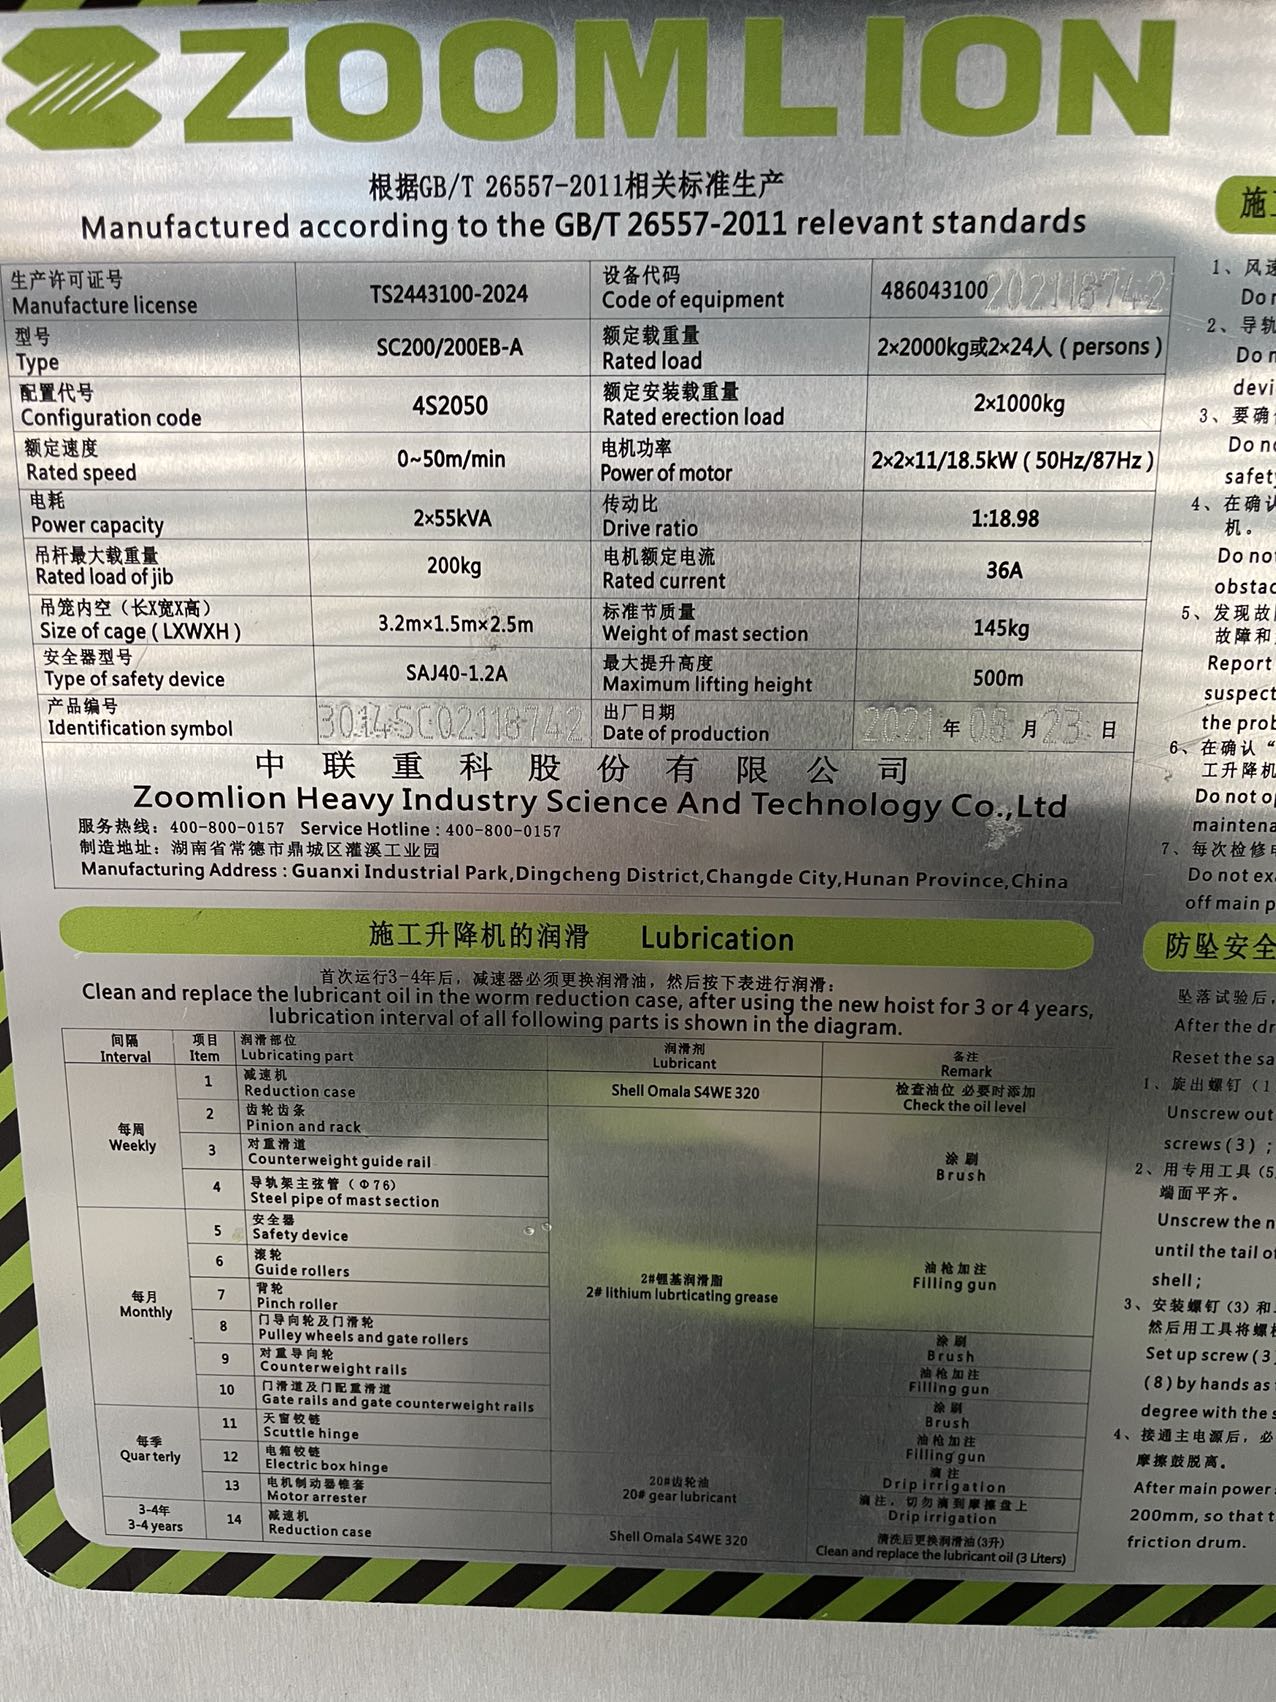 ZOOMLION
根据GB/T 26557-2011相关标准生产
Manufactured according to the GB/T 26557-2011 relevant standards
生产许可证号
Manufacture license
TS2443100-2024
设备代码
Code of equipment
486043100202118742
型号
Type
SC200/200EB-A
额定载重量
Rated load
2×2000kg或2×24人 ( persons )
配置代号
Configuration code
4S2050
额定安装载重量
Rated erection load
2×1000kg
额定速度
Rated speed
0~50m/min
电机功率
Power of motor
2×2×11/18.5kW ( 50Hz/87Hz )
电耗
Power capacity
2×55kVA
传动比
Drive ratio
1:18.98
吊杆最大载重量
Rated load of jib
200kg
电机额定电流
Rated current
36A
吊笼内空（长X宽X高）
Size of cage ( LXWXH )
3.2m×1.5m×2.5m
标准节质量
Weight of mast section
145kg
安全器型号
Type of safety device
SAJ40-1.2A
最大提升高度
Maximum lifting height
500m
产品编号
Identification symbol
3014SC02118742
出厂日期
Date of production
2021 年 08 月 23 日
中联重科股份有限公司
Zoomlion Heavy Industry Science And Technology Co.,Ltd
服务热线：400-800-0157 Service Hotline : 400-800-0157
制造地址：湖南省常德市鼎城区灌溪工业园
Manufacturing Address : Guanxi Industrial Park,Dingcheng District,Changde City,Hunan Province,China
施工升降机的润滑 Lubrication
首次运行3-4年后，减速器必须更换润滑油，然后按下表进行润滑：
Clean and replace the lubricant oil in the worm reduction case, after using the new hoist for 3 or 4 years,
lubrication interval of all following parts is shown in the diagram.
间隔
Interval
项目
Item
润滑部位
Lubricating part
润滑剂
Lubricant
备注
Remark
每周
Weekly
1
减速机
Reduction case
Shell Omala S4WE 320
检查油位 必要时添加
Check the oil level
2
齿轮齿条
Pinion and rack
3
对重滑道
Counterweight guide rail
涂刷
Brush
4
导轨架主弦管（Φ76）
Steel pipe of mast section
每月
Monthly
5
安全器
Safety device
6
滚轮
Guide rollers
油枪加注
Filling gun
2#锂基润滑脂
2# lithium lubrticating grease
7
背轮
Pinch roller
8
门导向轮及门滑轮
Pulley wheels and gate rollers
涂刷
Brush
9
对重导向轮
Counterweight rails
油枪加注
Filling gun
10
门滑道及门配重滑道
Gate rails and gate counterweight rails
涂刷
Brush
每季
Quarterly
11
天窗铰链
Scuttle hinge
油枪加注
Filling gun
12
电箱铰链
Electric box hinge
滴注
Drip irrigation
13
电机制动器锥套
Motor arrester
20#齿轮油
20# gear lubricant
滴注，切勿滴到摩擦盘上
Drip irrigation
3-4年
3-4 years
14
减速机
Reduction case
Shell Omala S4WE 320
清洗后更换润滑油(3升)
Clean and replace the lubricant oil (3 Liters)
施
1、风速
Do
2、导轨
Do
devi
3、要确
Do no
safety
4、在确认
机。
Do not
obstac
5、发现故
故障和
Report
suspect
the prob
6、在确认“
工升降机
Do not op
maintena
7、每次检修
Do not ex
off main p
防坠安全
坠落试验后，
After the dr
Reset the sa
1、旋出螺钉（1
Unscrew out
screws (3) ;
2、用专用工具（5
端面平齐。
Unscrew the n
until the tail of
shell ;
3、安装螺钉（3）和
然后用工具将螺
Set up screw ( 3
( 8 ) by hands as
degree with the s
4、接通主电源后，必
摩擦鼓脱离。
After main power
200mm, so that t
friction drum.